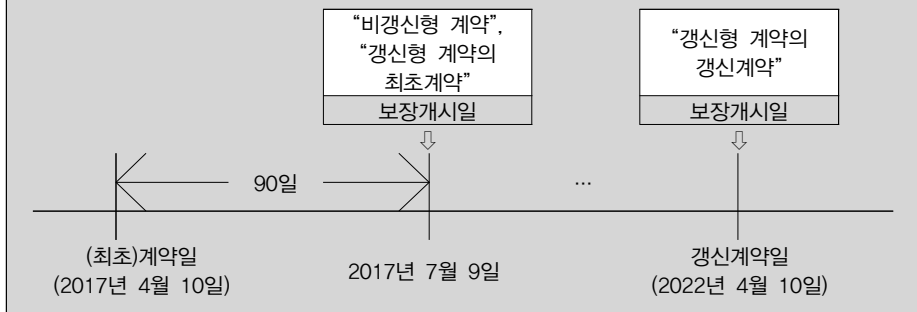 “비갱신형 계약”,
“갱신형 계약의
최초계약”
보장개시일
“갱신형 계약의
갱신계약”
보장개시일
90일
...
(최초)계약일
(2017년 4월 10일)
2017년 7월 9일
갱신계약일
(2022년 4월 10일)